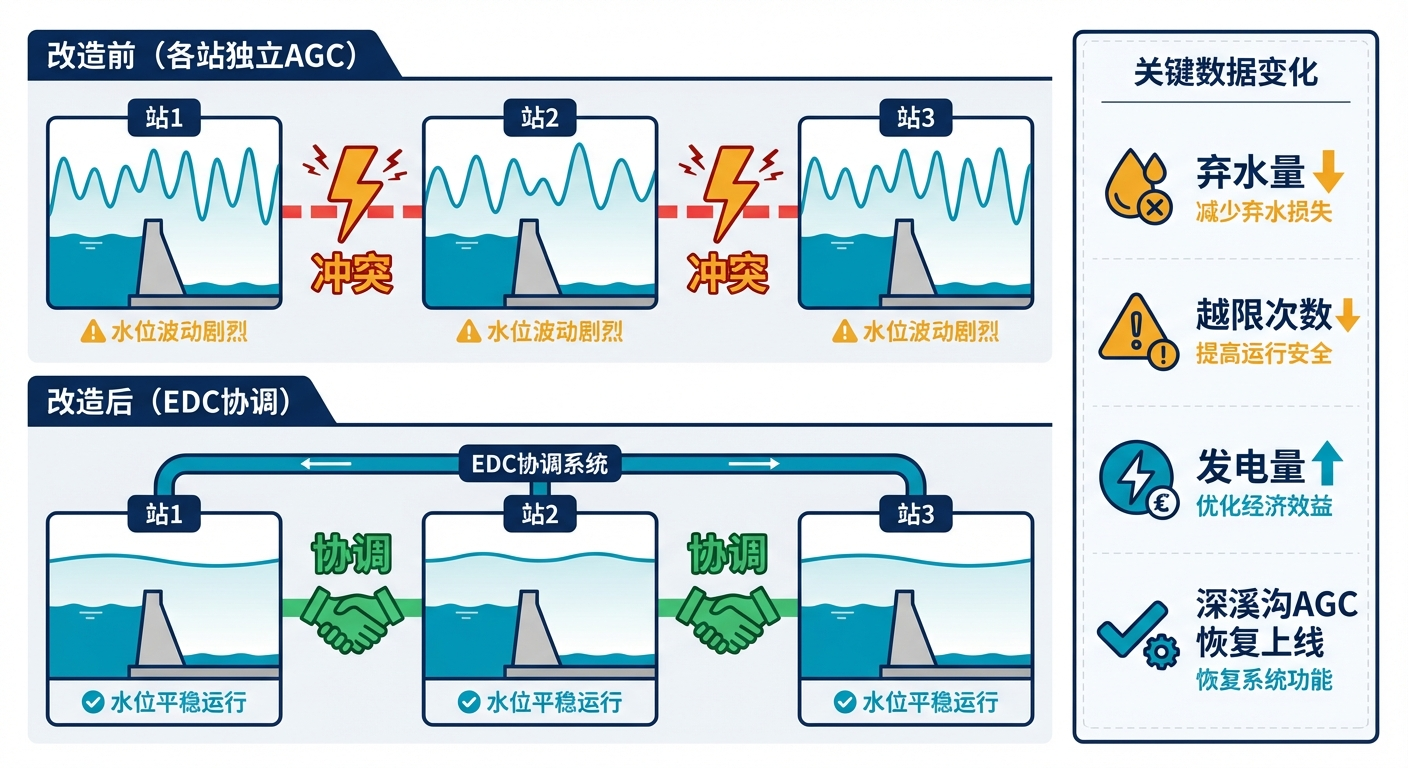 改造前（各站独立AGC）
站1
站2
站3
冲突
冲突
水位波动剧烈
水位波动剧烈
水位波动剧烈
改造后（EDC协调）
EDC协调系统
站1
站2
站3
协调
协调
水位平稳运行
水位平稳运行
水位平稳运行
关键数据变化
弃水量
减少弃水损失
越限次数
提高运行安全
发电量
€
优化经济效益
深溪沟AGC
恢复上线
恢复系统功能